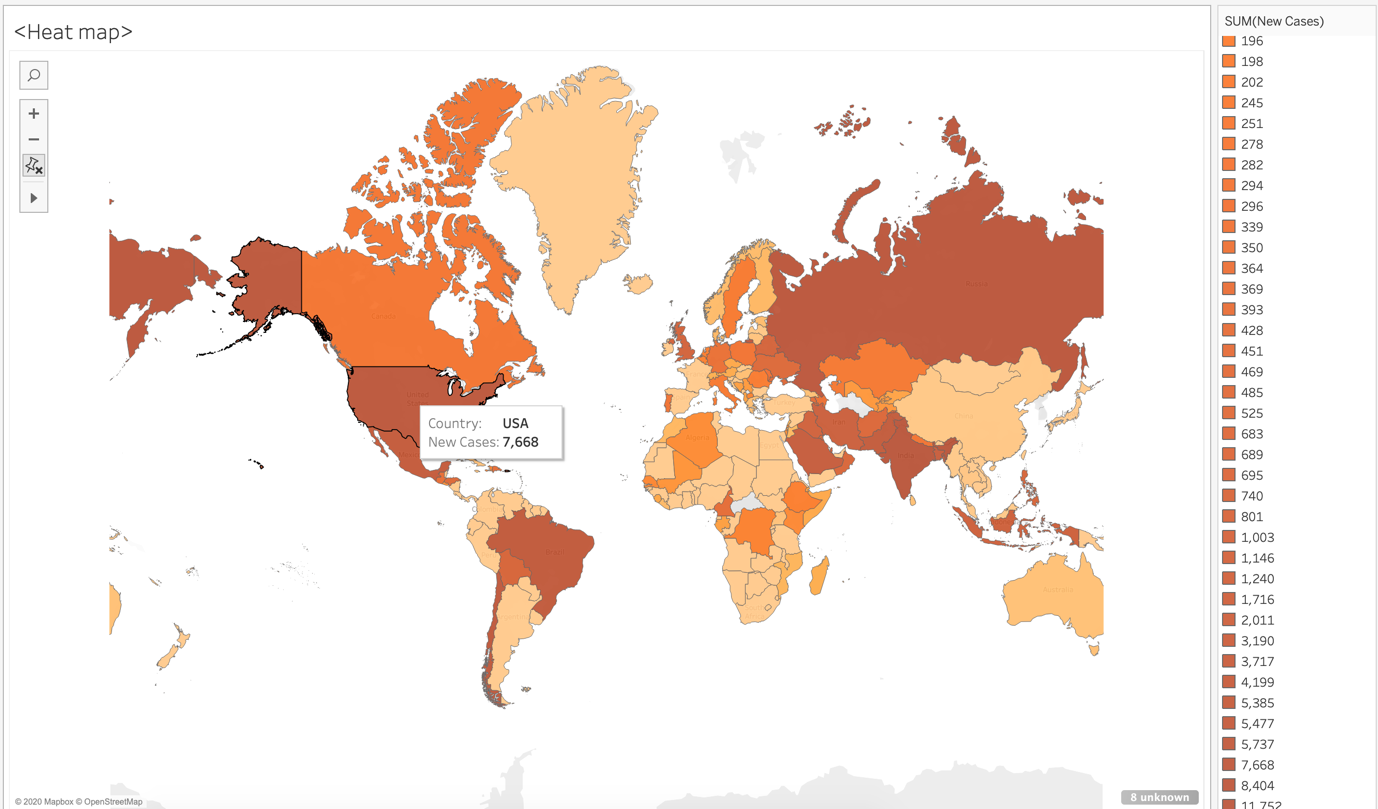 <Heat map>
SUM(New Cases)
196
198
202
245
251
278
282
294
296
339
350
364
369
393
428
451
469
485
525
683
689
695
740
801
1,003
1,146
1,240
1,716
2,011
3,190
3,717
4,199
5,385
5,477
5,737
7,668
8,404
11,752
Canada
Russia
United
Country: USA
New Cases: 7,668
China
Algeria
India
Brazil
Australia
© 2020 Mapbox © OpenStreetMap
8 unknown